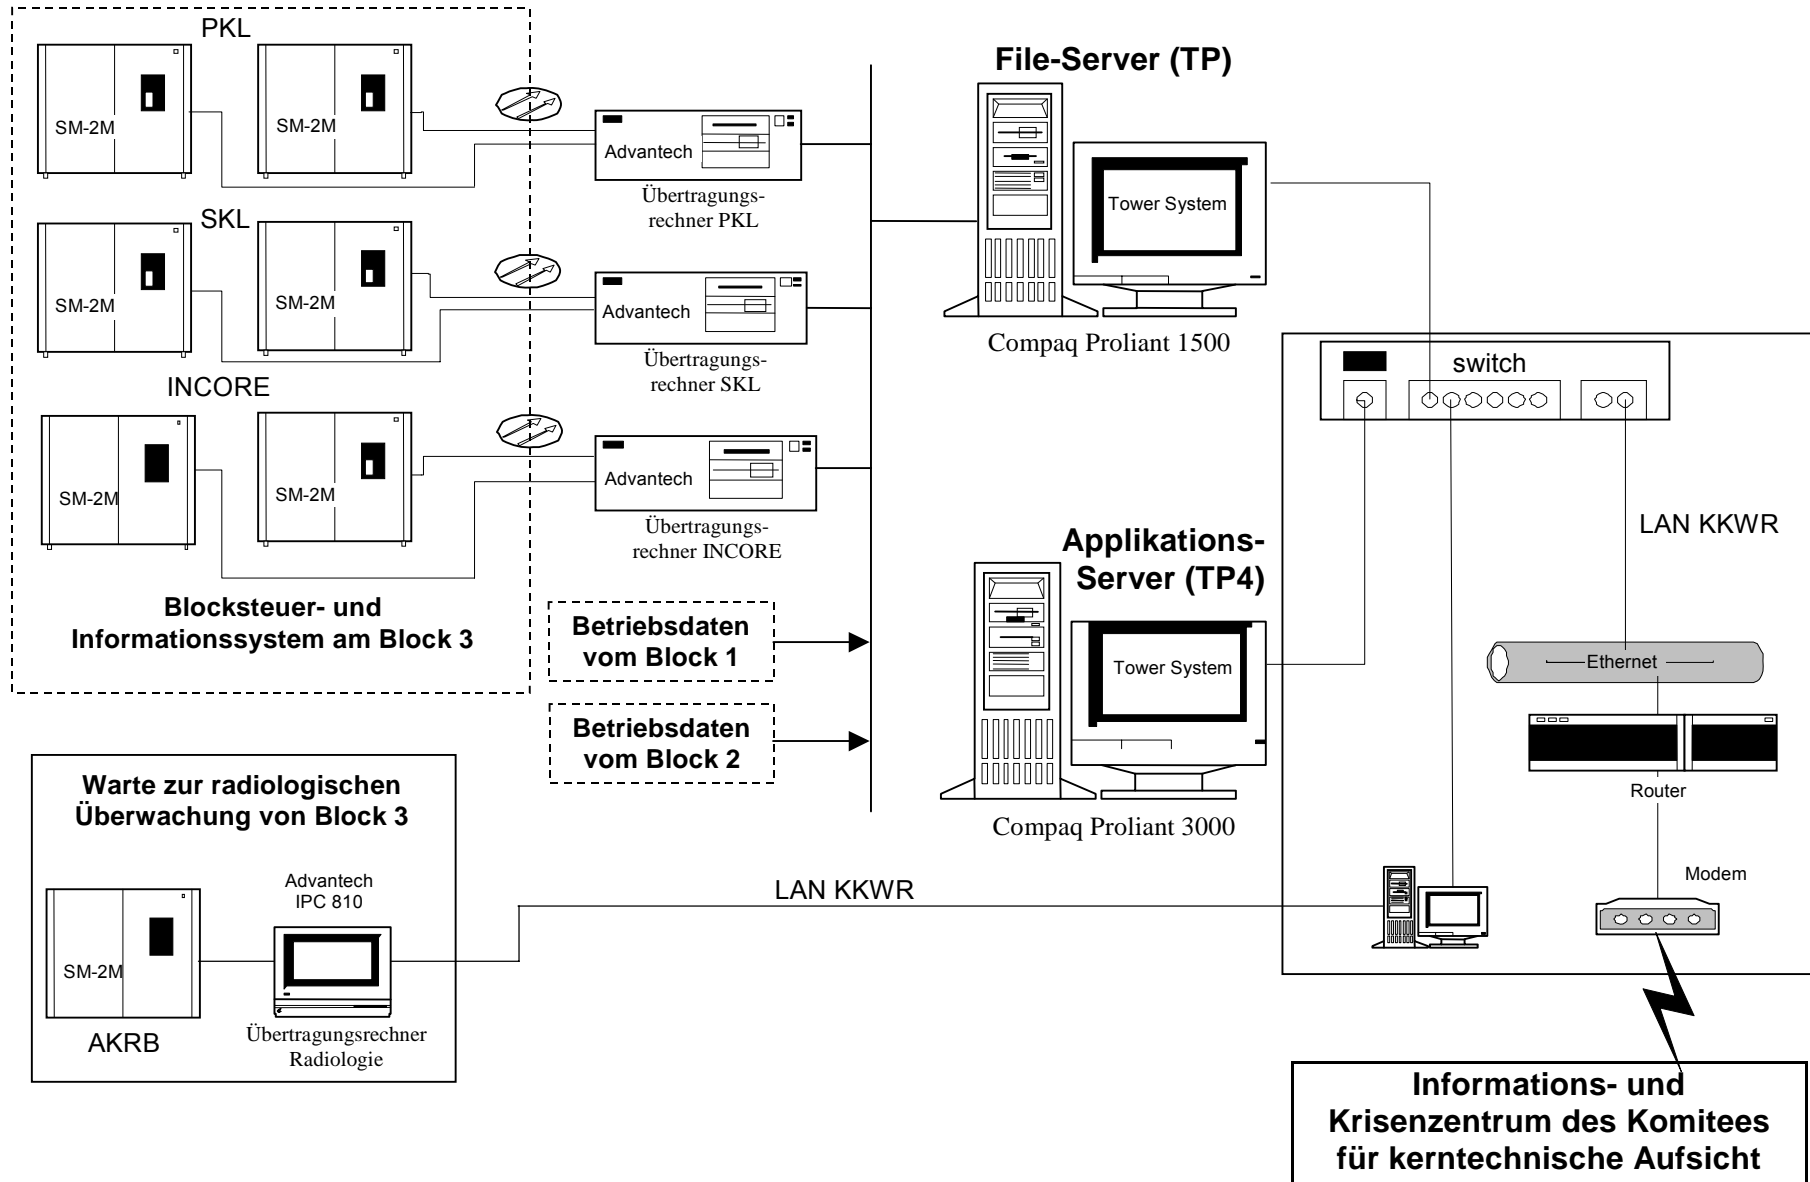 PKL
SM-2M
SM-2M
Advantech
Übertragungs-
rechner PKL
SKL
SM-2M
SM-2M
Advantech
Übertragungs-
rechner SKL
INCORE
SM-2M
SM-2M
Advantech
Übertragungs-
rechner INCORE
Blocksteuer- und
Informationssystem am Block 3
Betriebsdaten
vom Block 1
Betriebsdaten
vom Block 2
File-Server (TP)
Tower System
Compaq Proliant 1500
Applikations-
Server (TP4)
Tower System
Compaq Proliant 3000
switch
LAN KKWR
Ethernet
Router
Modem
Warte zur radiologischen
Überwachung von Block 3
Advantech
IPC 810
SM-2M
AKRB
Übertragungsrechner
Radiologie
LAN KKWR
Informations- und
Krisenzentrum des Komitees
für kerntechnische Aufsicht